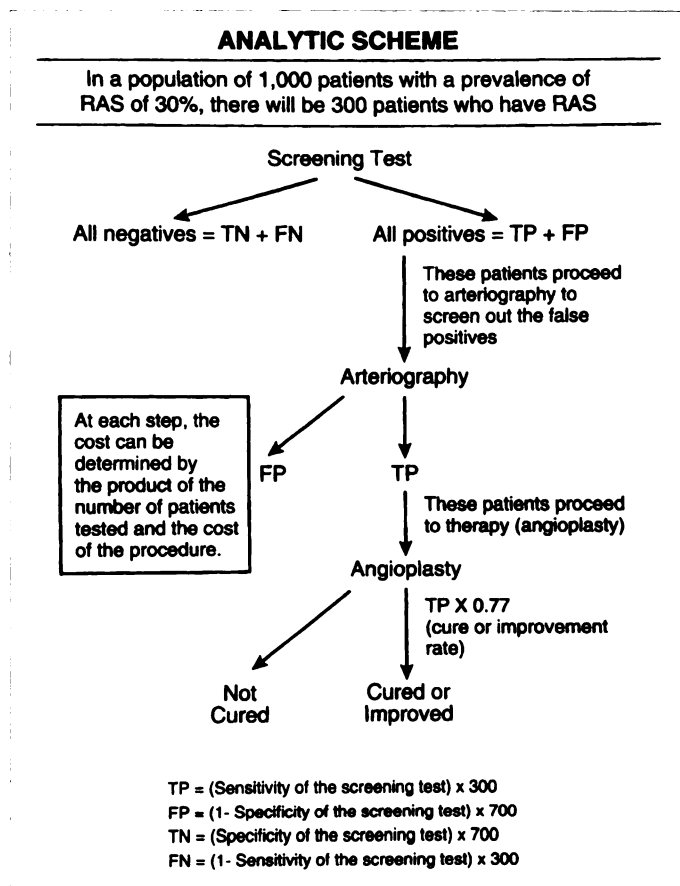 ANALYTIC SCHEME
In a population of 1,000 patients with a prevalence of
RAS of 30%, there will be 300 patients who have RAS
Screening Test
All negatives = TN + FN
All positives = TP + FP
These patients proceed
to arteriography to
screen out the false
positives
Arteriography
At each step, the
cost can be
determined by
the product of the
number of patients
tested and the cost
of the procedure.
FP
TP
These patients proceed
to therapy (angioplasty)
Angioplasty
TP X 0.77
(cure or improvement
rate)
Not
Cured
Cured or
Improved
TP = (Sensitivity of the screening test) x 300
FP = (1- Specificity of the screening test) x 700
TN = (Specificity of the screening test) x 700
FN = (1- Sensitivity of the screening test) x 300